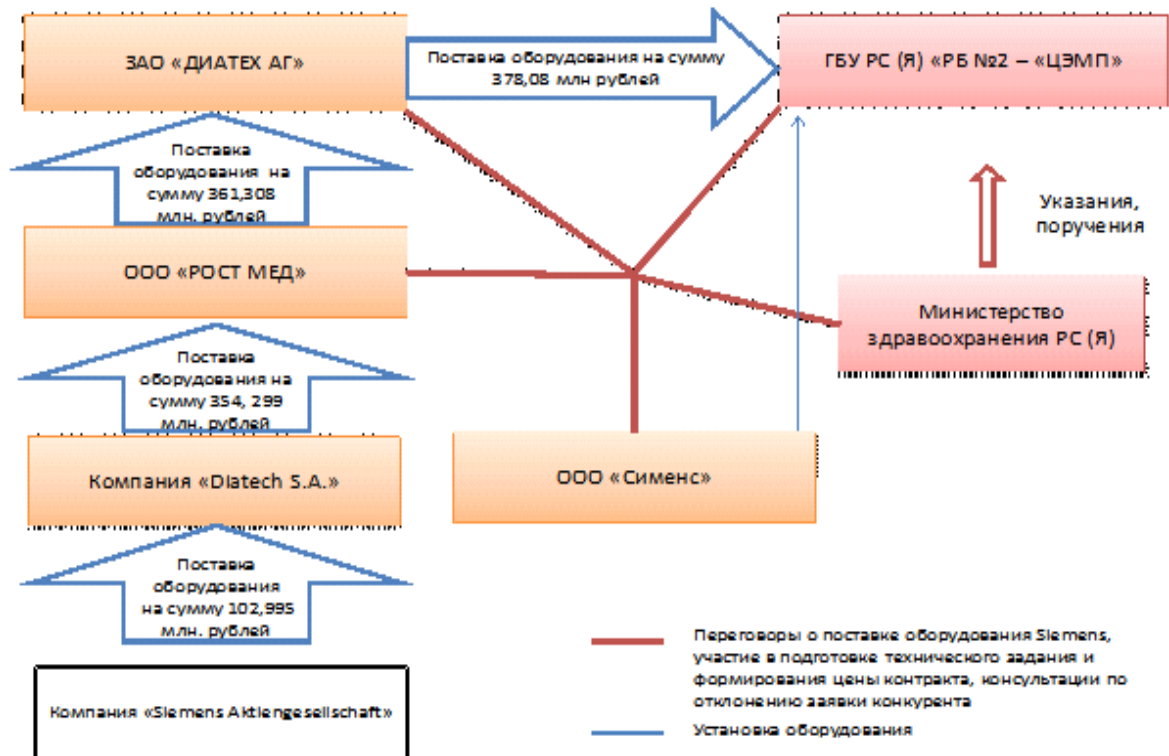 ЗАО «ДИАТЕХ АГ»
Поставка оборудования на сумму
378,08 млн рублей
ГБУ РС (Я) «РБ №2 – «ЦЭМП»
Поставка
оборудования на
сумму 361,308
млн. рублей
Указания,
поручения
ООО «РОСТ МЕД»
Министерство
здравоохранения РС (Я)
Поставка
оборудования на
сумму 354, 299
млн. рублей
Компания «Diatech S.A.»
ООО «Сименс»
Поставка
оборудования
на сумму 102,995
млн. рублей
Компания «Siemens Aktiengesellschaft»
Переговоры о поставке оборудования Siemens,
участие в подготовке технического задания и
формирования цены контракта, консультации по
отклонению заявки конкурента
Установка оборудования